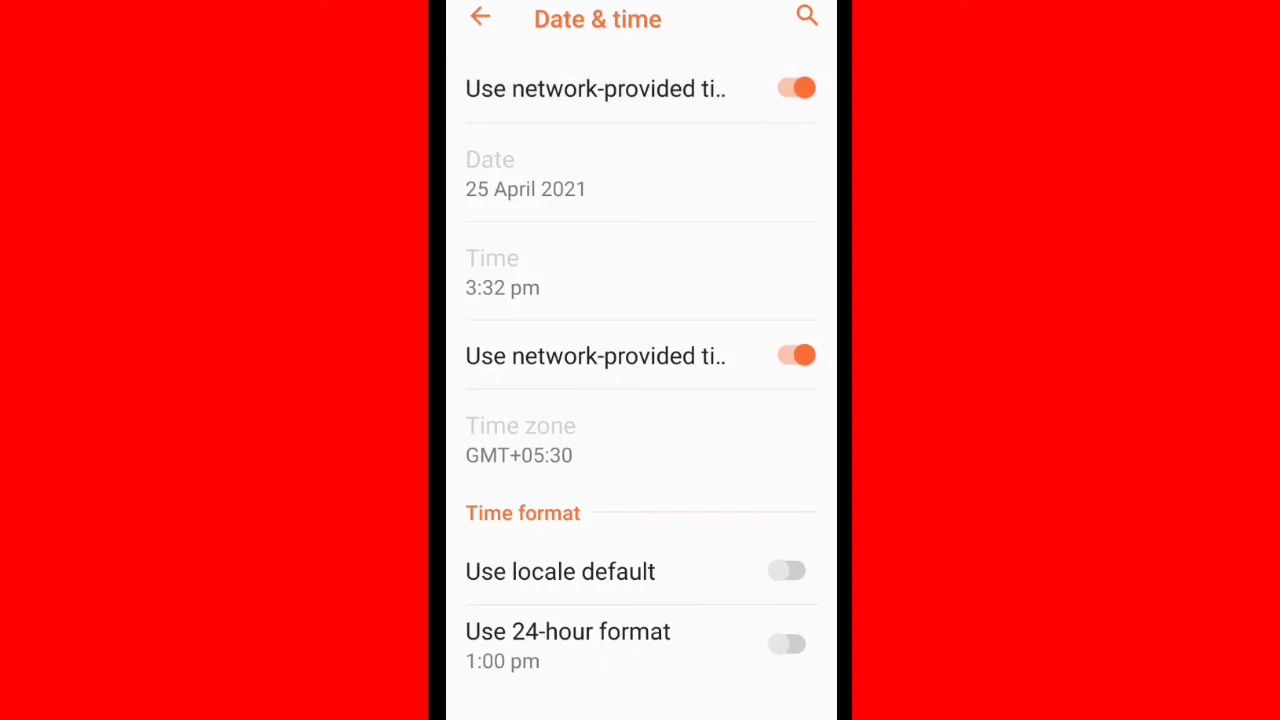 Date & time
Use network-provided ti..
Date
25 April 2021
Time
3:32 pm
Use network-provided ti..
Time zone
GMT+05:30
Time format
Use locale default
Use 24-hour format
1:00 pm